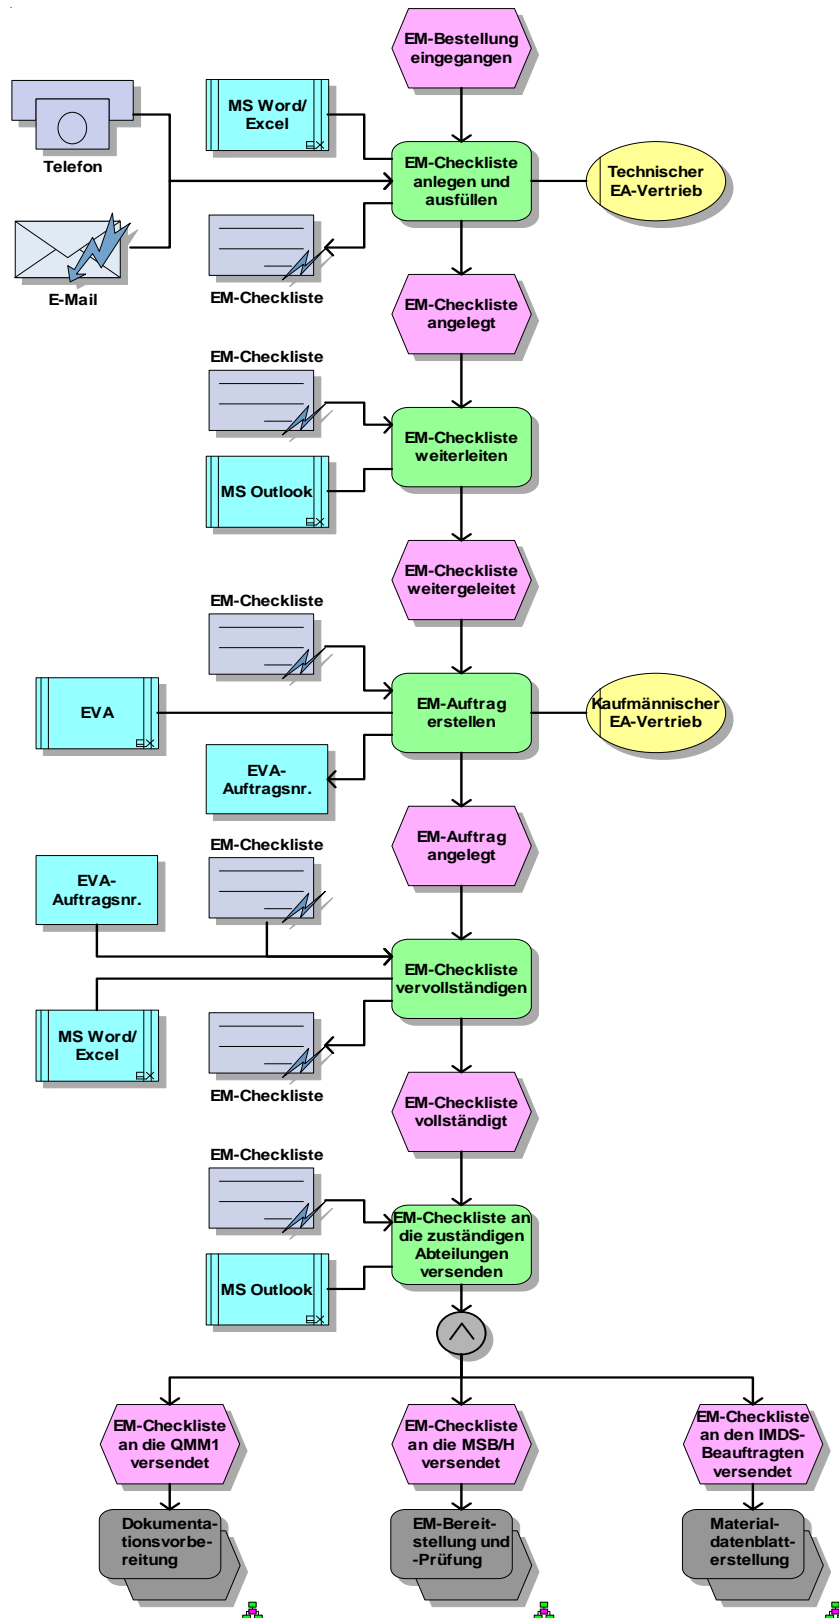 EM-Bestellung
eingegangen
MS Word/
Excel
Telefon
EM-Checkliste
anlegen und
ausfüllen
Technischer
EA-Vertrieb
E-Mail
EM-Checkliste
EM-Checkliste
angelegt
EM-Checkliste
EM-Checkliste
weiterleiten
MS Outlook
EM-Checkliste
weitergeleitet
EM-Checkliste
EVA
EM-Auftrag
erstellen
Kaufmännischer
EA-Vertrieb
EVA-
Auftragsnr.
EM-Auftrag
angelegt
EM-Checkliste
EVA-
Auftragsnr.
EM-Checkliste
vervollständigen
MS Word/
Excel
EM-Checkliste
EM-Checkliste
vollständigt
EM-Checkliste
EM-Checkliste an
die zuständigen
Abteilungen
versenden
MS Outlook
EM-Checkliste
an die QMM1
versendet
EM-Checkliste
an die MSB/H
versendet
EM-Checkliste
an den IMDS-
Beauftragten
versendet
Dokumenta-
tionsvorbe-
reitung
EM-Bereit-
stellung und
-Prüfung
Material-
datenblatt-
erstellung